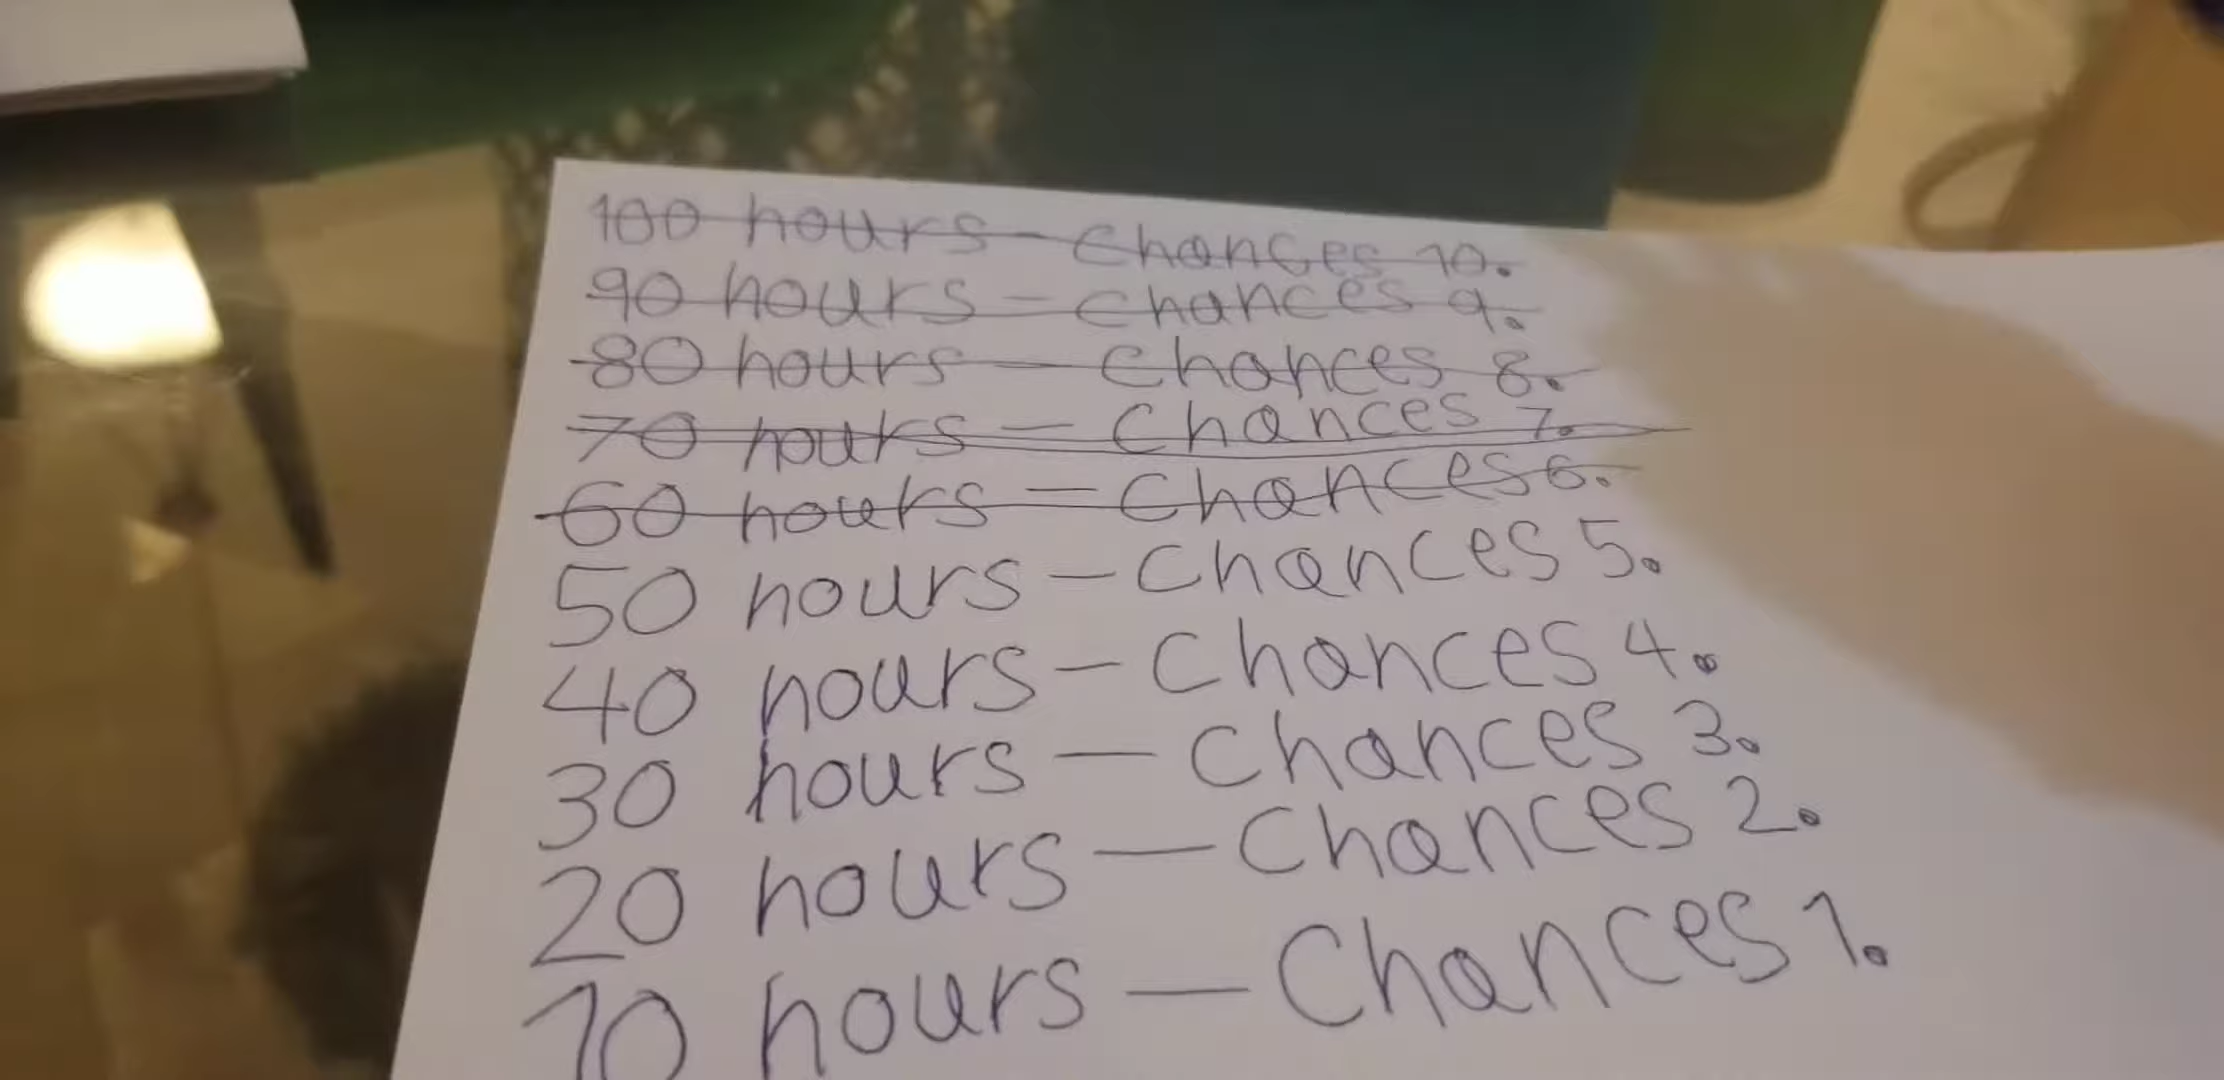 100 hours - Chances 10.
90 hours - Chances 9.
80 hours - Chances 8.
70 hours - Chances 7.
60 hours - Chances 6.
50 hours - Chances 5.
40 hours - Chances 4.
30 hours - Chances 3.
20 hours - Chances 2.
10 hours - Chances 1.